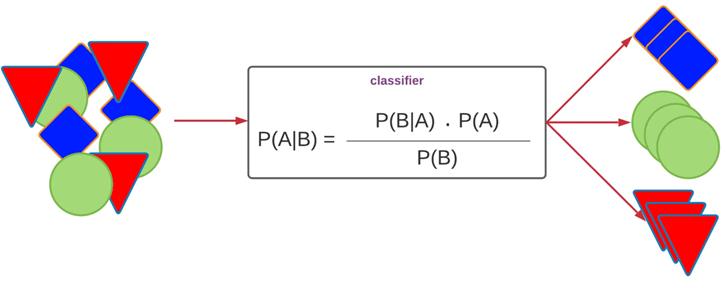 classifier
P(A|B) = P(B|A) . P(A)
P(B)